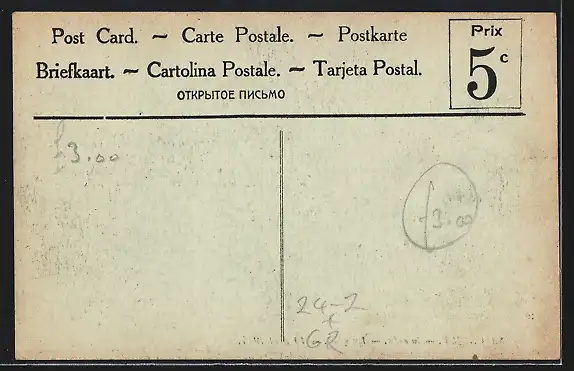 Post Card. ~ Carte Postale. ~ Postkarte
Briefkaart. ~ Cartolina Postale. ~ Tarjeta Postal.
ОТКРЫТОЕ ПИСЬМО
Prix
5c
£3.00
£3.00
24-2
GR